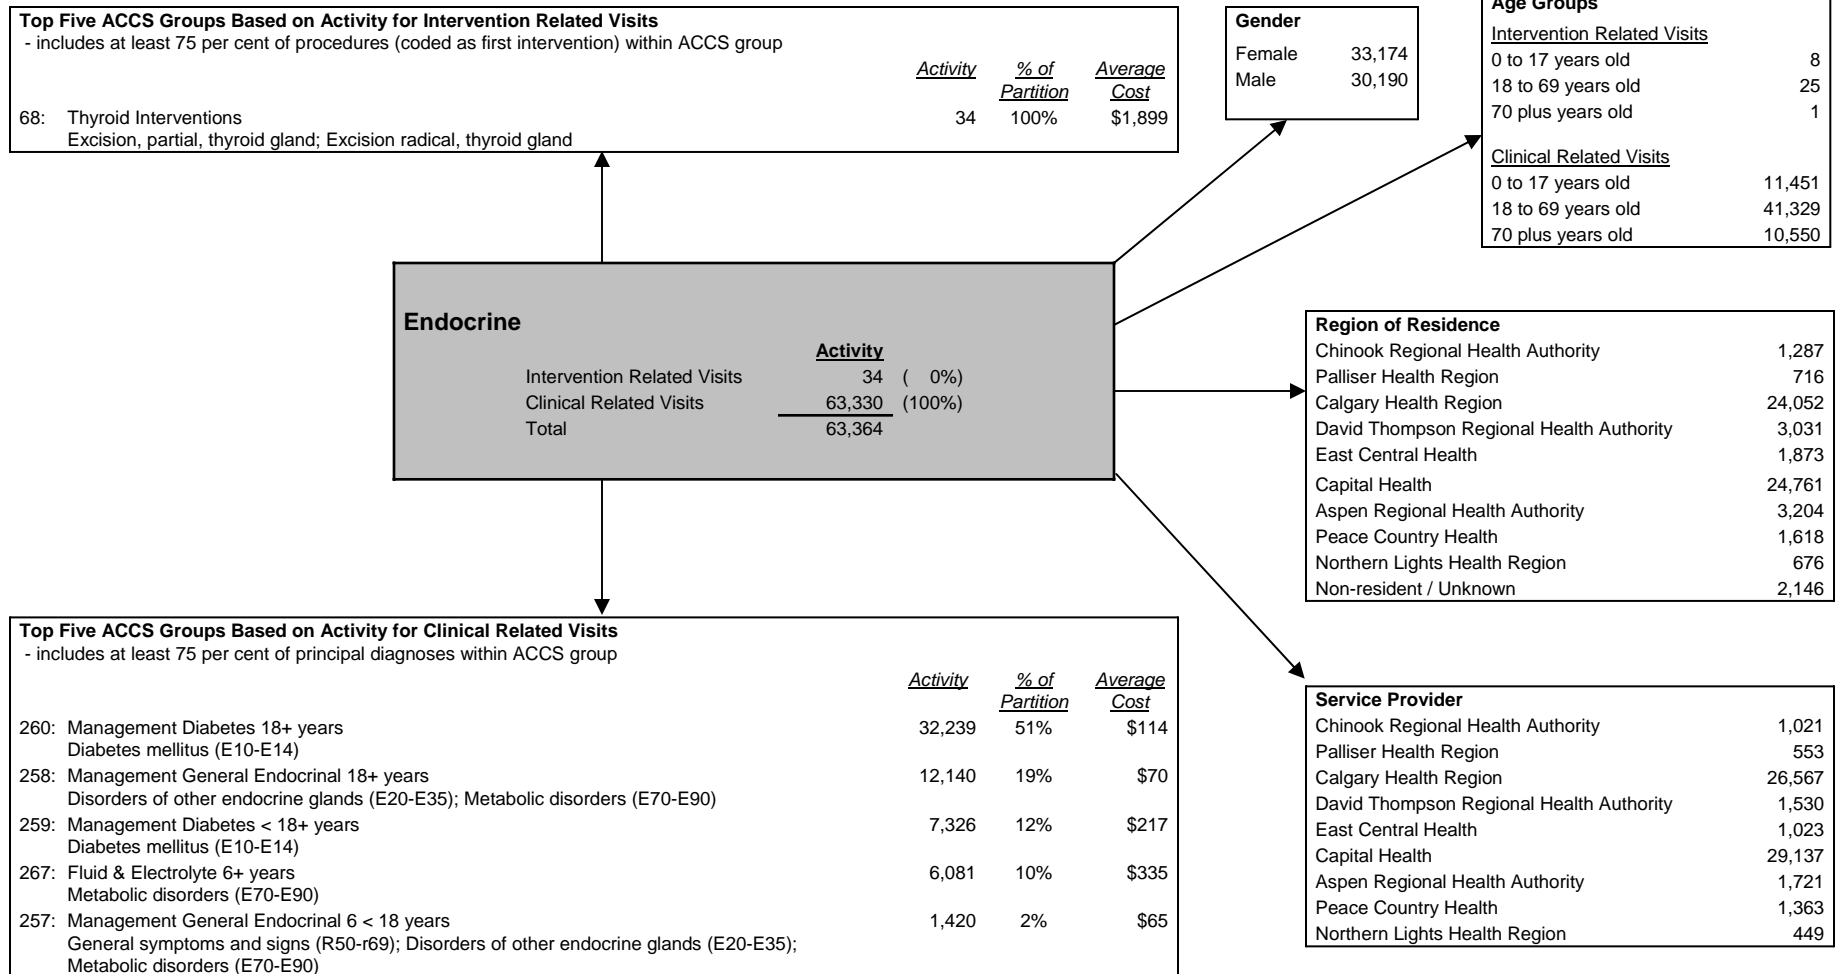 Top Five ACCS Groups Based on Activity for Intervention Related Visits
- includes at least 75 per cent of procedures (coded as first intervention) within ACCS group
Activity % of Average
Partition Cost
68: Thyroid Interventions 34 100% $1,899
Excision, partial, thyroid gland; Excision radical, thyroid gland
Gender
Female 33,174
Male 30,190
Age Groups
Intervention Related Visits
0 to 17 years old 8
18 to 69 years old 25
70 plus years old 1
Clinical Related Visits
0 to 17 years old 11,451
18 to 69 years old 41,329
70 plus years old 10,550
Endocrine
Activity
Intervention Related Visits 34 ( 0%)
Clinical Related Visits 63,330 (100%)
Total 63,364
Region of Residence
Chinook Regional Health Authority 1,287
Palliser Health Region 716
Calgary Health Region 24,052
David Thompson Regional Health Authority 3,031
East Central Health 1,873
Capital Health 24,761
Aspen Regional Health Authority 3,204
Peace Country Health 1,618
Northern Lights Health Region 676
Non-resident / Unknown 2,146
Top Five ACCS Groups Based on Activity for Clinical Related Visits
- includes at least 75 per cent of principal diagnoses within ACCS group
Activity % of Average
Partition Cost
260: Management Diabetes 18+ years 32,239 51% $114
Diabetes mellitus (E10-E14)
258: Management General Endocrinal 18+ years 12,140 19% $70
Disorders of other endocrine glands (E20-E35); Metabolic disorders (E70-E90)
259: Management Diabetes < 18+ years 7,326 12% $217
Diabetes mellitus (E10-E14)
267: Fluid & Electrolyte 6+ years 6,081 10% $335
Metabolic disorders (E70-E90)
257: Management General Endocrinal 6 < 18 years 1,420 2% $65
General symptoms and signs (R50-r69); Disorders of other endocrine glands (E20-E35);
Metabolic disorders (E70-E90)
Service Provider
Chinook Regional Health Authority 1,021
Palliser Health Region 553
Calgary Health Region 26,567
David Thompson Regional Health Authority 1,530
East Central Health 1,023
Capital Health 29,137
Aspen Regional Health Authority 1,721
Peace Country Health 1,363
Northern Lights Health Region 449